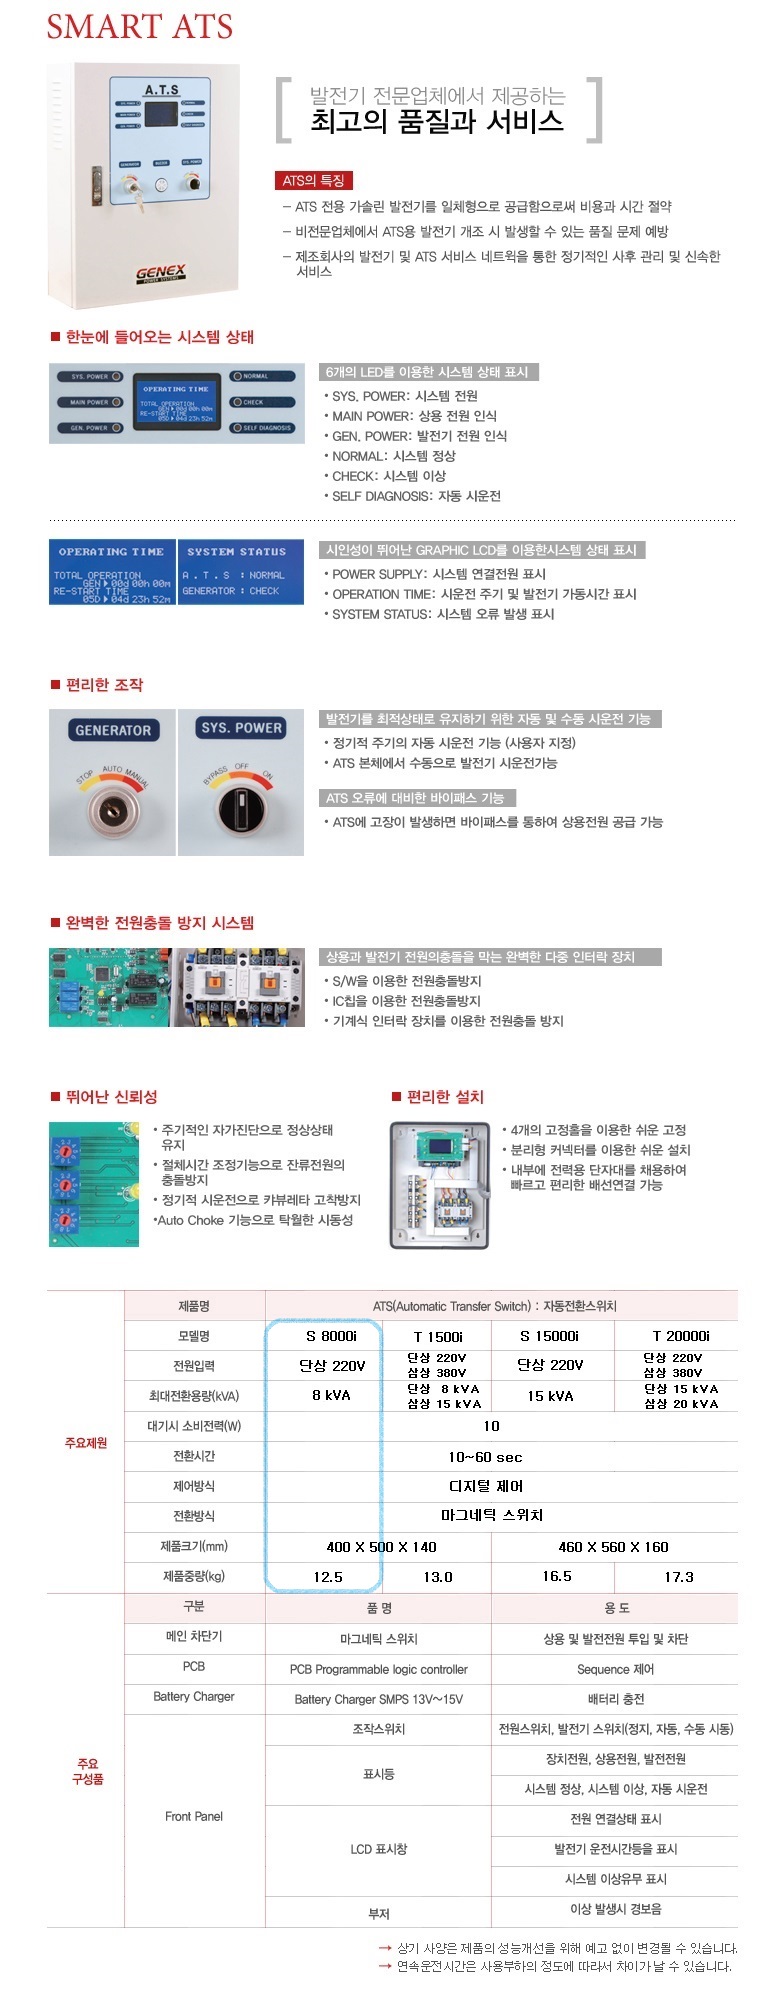 SMART ATS
A.T.S
GENERATOR
BUZZER
SYS. POWER
GENEX
POWER SYSTEMS
발전기 전문업체에서 제공하는
최고의 품질과 서비스
ATS의 특징
– ATS 전용 가솔린 발전기를 일체형으로 공급함으로써 비용과 시간 절약
– 비전문업체에서 ATS용 발전기 개조 시 발생할 수 있는 품질 문제 예방
– 제조회사의 발전기 및 ATS 서비스 네트웍을 통한 정기적인 사후 관리 및 신속한
서비스
■ 한눈에 들어오는 시스템 상태
SYS. POWER
MAIN POWER
GEN. POWER
OPERATING TIME
TOTAL OPERATION
GEN▶00d 00h 00m
RE-START TIME
05D▶04d 23h 52m
NORMAL
CHECK
SELF DIAGNOSIS
6개의 LED를 이용한 시스템 상태 표시
• SYS. POWER: 시스템 전원
• MAIN POWER: 상용 전원 인식
• GEN. POWER: 발전기 전원 인식
• NORMAL: 시스템 정상
• CHECK: 시스템 이상
• SELF DIAGNOSIS: 자동 시운전
OPERATING TIME
TOTAL OPERATION
GEN▶00d 00h 00m
RE-START TIME
05D▶04d 23h 52m
SYSTEM STATUS
A.T.S : NORMAL
GENERATOR : CHECK
시인성이 뛰어난 GRAPHIC LCD를 이용한시스템 상태 표시
• POWER SUPPLY: 시스템 연결전원 표시
• OPERATION TIME: 시운전 주기 및 발전기 가동시간 표시
• SYSTEM STATUS: 시스템 오류 발생 표시
■ 편리한 조작
GENERATOR
STOP AUTO MANUAL
SYS. POWER
BYPASS OFF ON
발전기를 최적상태로 유지하기 위한 자동 및 수동 시운전 기능
• 정기적 주기의 자동 시운전 기능 (사용자 지정)
• ATS 본체에서 수동으로 발전기 시운전가능
ATS 오류에 대비한 바이패스 기능
• ATS에 고장이 발생하면 바이패스를 통하여 상용전원 공급 가능
■ 완벽한 전원충돌 방지 시스템
상용과 발전기 전원의충돌을 막는 완벽한 다중 인터락 장치
• S/W을 이용한 전원충돌방지
• IC칩을 이용한 전원충돌방지
• 기계식 인터락 장치를 이용한 전원충돌 방지
■ 뛰어난 신뢰성
• 주기적인 자가진단으로 정상상태
유지
• 절체시간 조정기능으로 잔류전원의
충돌방지
• 정기적 시운전으로 카뷰레타 고착방지
•Auto Choke 기능으로 탁월한 시동성
■ 편리한 설치
• 4개의 고정홀을 이용한 쉬운 고정
• 분리형 커넥터를 이용한 쉬운 설치
• 내부에 전력용 단자대를 채용하여
빠르고 편리한 배선연결 가능
주요제원
제품명 ATS(Automatic Transfer Switch) : 자동전환스위치
모델명 S 8000i T 1500i S 15000i T 20000i
전원입력 단상 220V 단상 220V 삼상 380V 단상 220V 단상 220V 삼상 380V
최대전환용량(kVA) 8 kVA 단상 8 kVA 삼상 15 kVA 15 kVA 단상 15 kVA 삼상 20 kVA
대기시 소비전력(W) 10
전환시간 10~60 sec
제어방식 디지털 제어
전환방식 마그네틱 스위치
제품크기(mm) 400 X 500 X 140 460 X 560 X 160
제품중량(kg) 12.5 13.0 16.5 17.3
주요
구성품
구분 품 명 용 도
메인 차단기 마그네틱 스위치 상용 및 발전전원 투입 및 차단
PCB PCB Programmable logic controller Sequence 제어
Battery Charger Battery Charger SMPS 13V~15V 배터리 충전
Front Panel
조작스위치 전원스위치, 발전기 스위치(정지, 자동, 수동 시동)
표시등 장치전원, 상용전원, 발전전원
시스템 정상, 시스템 이상, 자동 시운전
LCD 표시창
전원 연결상태 표시
발전기 운전시간등을 표시
시스템 이상유무 표시
부저 이상 발생시 경보음
→ 상기 사양은 제품의 성능개선을 위해 예고 없이 변경될 수 있습니다.
→ 연속운전시간은 사용부하의 정도에 따라서 차이가 날 수 있습니다.